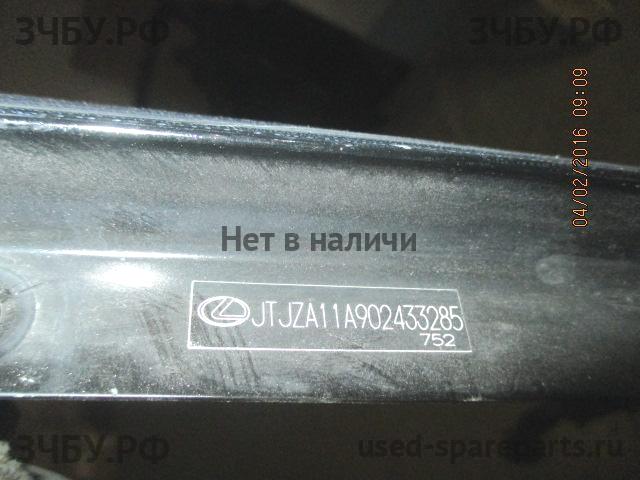 ЗЧБУ.РФ
ЗЧБУ.РФ
04/02/2016 09:09
Нет в наличи
JTJZA11A902433285
752
ЗЧБУ.РФ
used-spareparts.ru